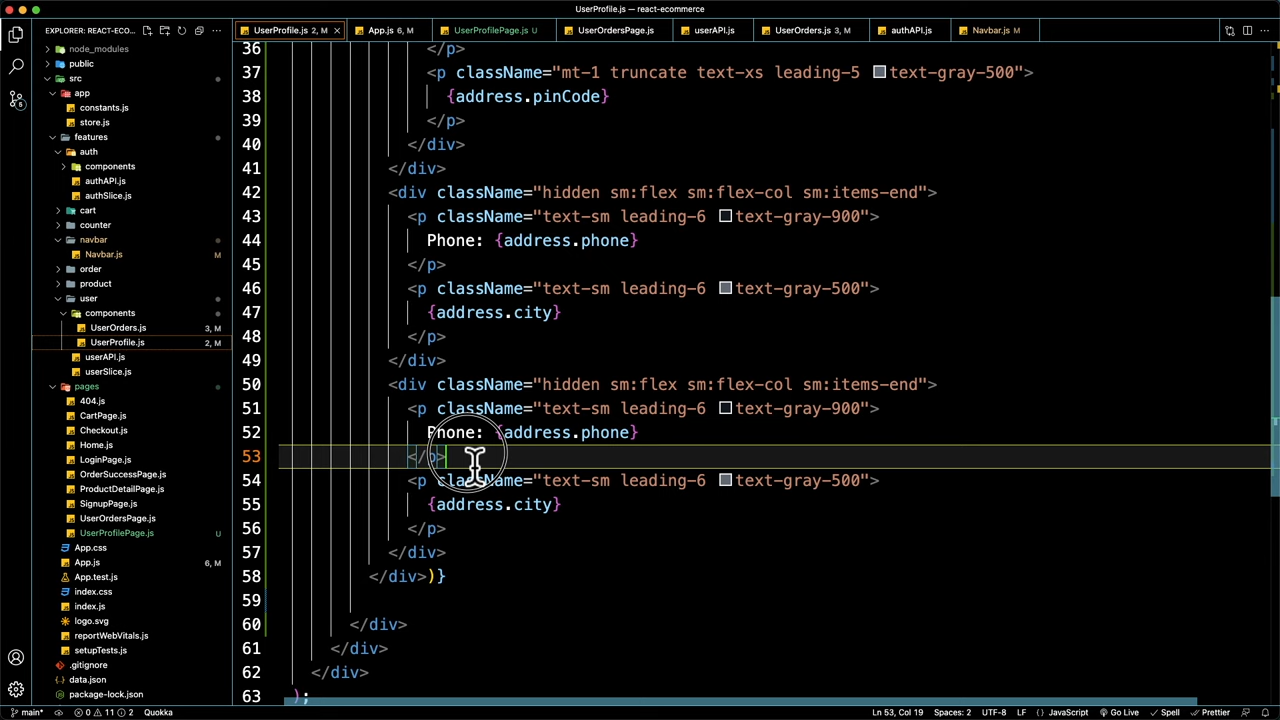 UserProfile.js — react-ecommerce
EXPLORER: REACT-ECO...
UserProfile.js 2, M
App.js 6, M
UserProfilePage.js U
UserOrdersPage.js
userAPI.js
UserOrders.js 3, M
authAPI.js
Navbar.js M
node_modules
public
src
app
constants.js
store.js
features
auth
components
authAPI.js
authSlice.js
cart
counter
navbar
Navbar.js M
order
product
user
components
UserOrders.js 3, M
UserProfile.js 2, M
userAPI.js
userSlice.js
pages
404.js
CartPage.js
Checkout.js
Home.js
LoginPage.js
OrderSuccessPage.js
ProductDetailPage.js
SignupPage.js
UserOrdersPage.js
UserProfilePage.js U
App.css
App.js 6, M
App.test.js
index.css
index.js
logo.svg
reportWebVitals.js
setupTests.js
.gitignore
data.json
package-lock.json
36 </p>
37 <p className="mt-1 truncate text-xs leading-5 text-gray-500">
38 {address.pinCode}
39 </p>
40 </div>
41 </div>
42 <div className="hidden sm:flex sm:flex-col sm:items-end">
43 <p className="text-sm leading-6 text-gray-900">
44 Phone: {address.phone}
45 </p>
46 <p className="text-sm leading-6 text-gray-500">
47 {address.city}
48 </p>
49 </div>
50 <div className="hidden sm:flex sm:flex-col sm:items-end">
51 <p className="text-sm leading-6 text-gray-900">
52 Phone: {address.phone}
53 </p>
54 <p className="text-sm leading-6 text-gray-500">
55 {address.city}
56 </p>
57 </div>
58 </div>)}
59
60 </div>
61 </div>
62 </div>
63 );
5
main* 0 11 2 Quokka
Ln 53, Col 19 Spaces: 2 UTF-8 LF {} JavaScript Go Live Spell Prettier